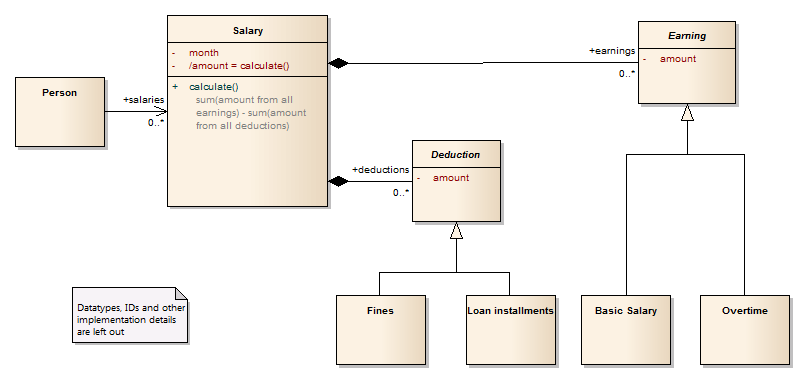 Salary
- month
- /amount = calculate()
+ calculate()
sum(amount from all
earnings) - sum(amount
from all deductions)
Person
+salaries
0..*
+earnings
0..*
Earning
- amount
+deductions
0..*
Deduction
- amount
Fines
Loan installments
Basic Salary
Overtime
Datatypes, IDs and other
implementation details
are left out